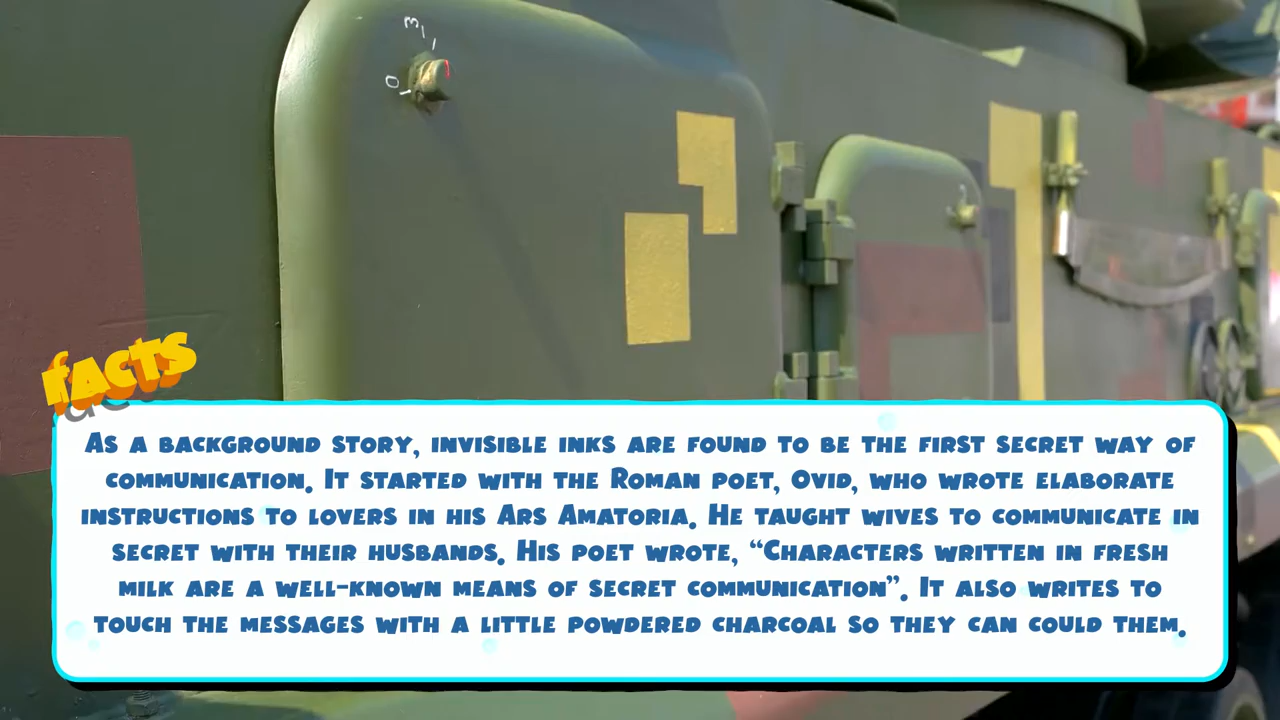 3
0
2
FACTS
As a background story, invisible inks are found to be the first secret way of
communication. It started with the Roman poet, Ovid, who wrote elaborate
instructions to lovers in his Ars Amatoria. He taught wives to communicate in
secret with their husbands. His poet wrote, “Characters written in fresh
milk are a well-known means of secret communication”. It also writes to
touch the messages with a little powdered charcoal so they can could them.